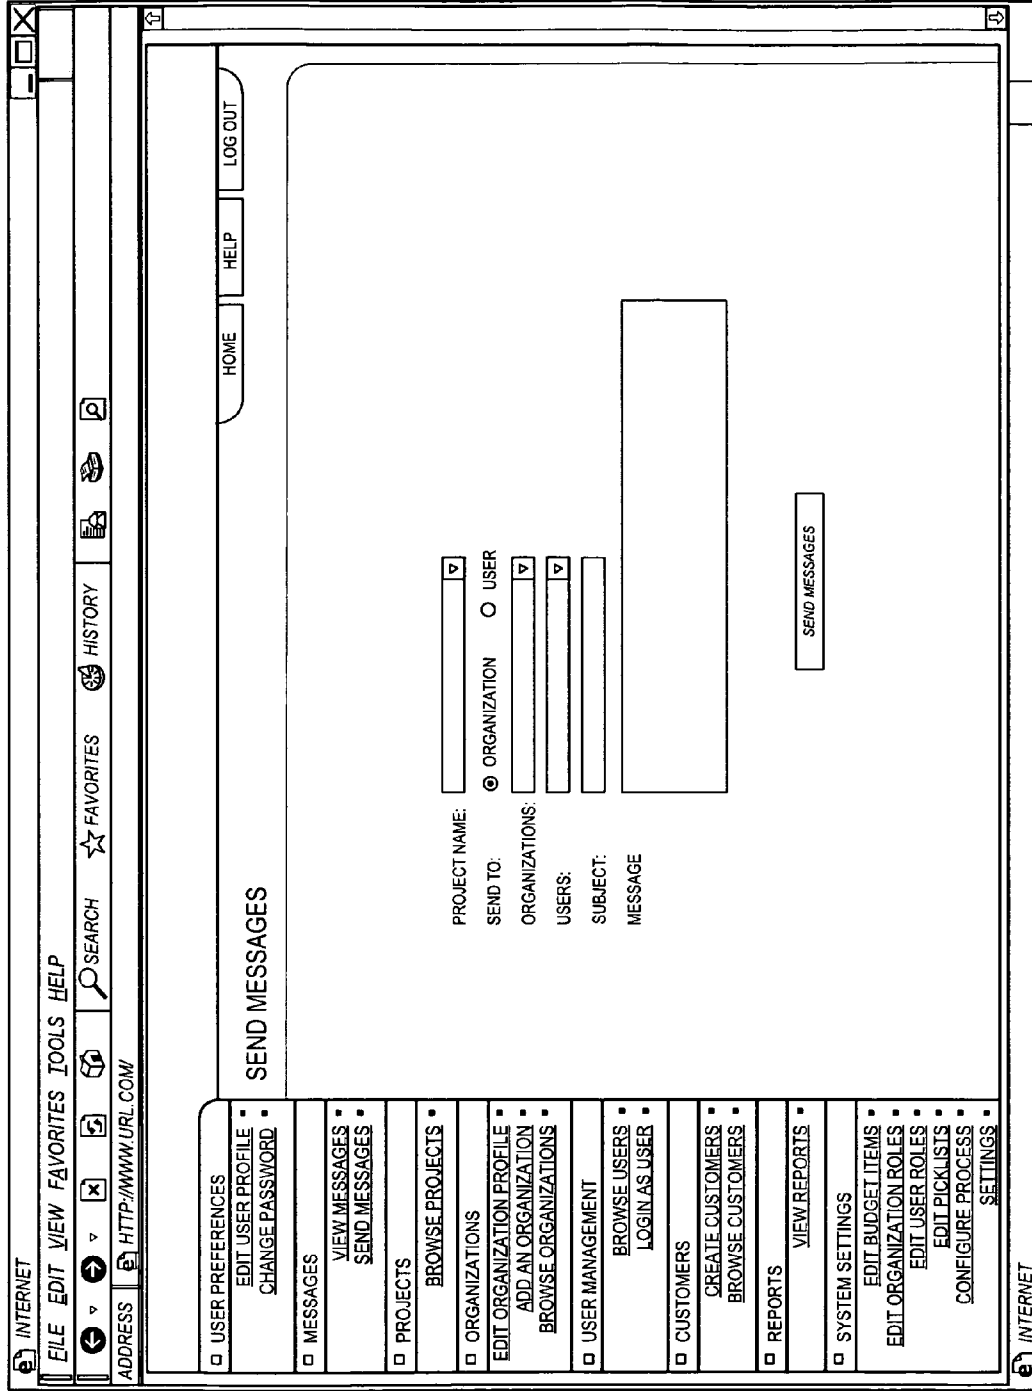 INTERNET
FILE EDIT VIEW FAVORITES TOOLS HELP
SEARCH FAVORITES HISTORY
ADDRESS HTTP://WWW.URL.COM/
HOME HELP LOG OUT
USER PREFERENCES
EDIT USER PROFILE
CHANGE PASSWORD
MESSAGES
VIEW MESSAGES
SEND MESSAGES
PROJECTS
BROWSE PROJECTS
ORGANIZATIONS
EDIT ORGANIZATION PROFILE
ADD AN ORGANIZATION
BROWSE ORGANIZATIONS
USER MANAGEMENT
BROWSE USERS
LOGIN AS USER
CUSTOMERS
CREATE CUSTOMERS
BROWSE CUSTOMERS
REPORTS
VIEW REPORTS
SYSTEM SETTINGS
EDIT BUDGET ITEMS
EDIT ORGANIZATION ROLES
EDIT USER ROLES
EDIT PICKLISTS
CONFIGURE PROCESS
SETTINGS
SEND MESSAGES
PROJECT NAME:
SEND TO: ORGANIZATION USER
ORGANIZATIONS:
USERS:
SUBJECT:
MESSAGE
SEND MESSAGES
INTERNET